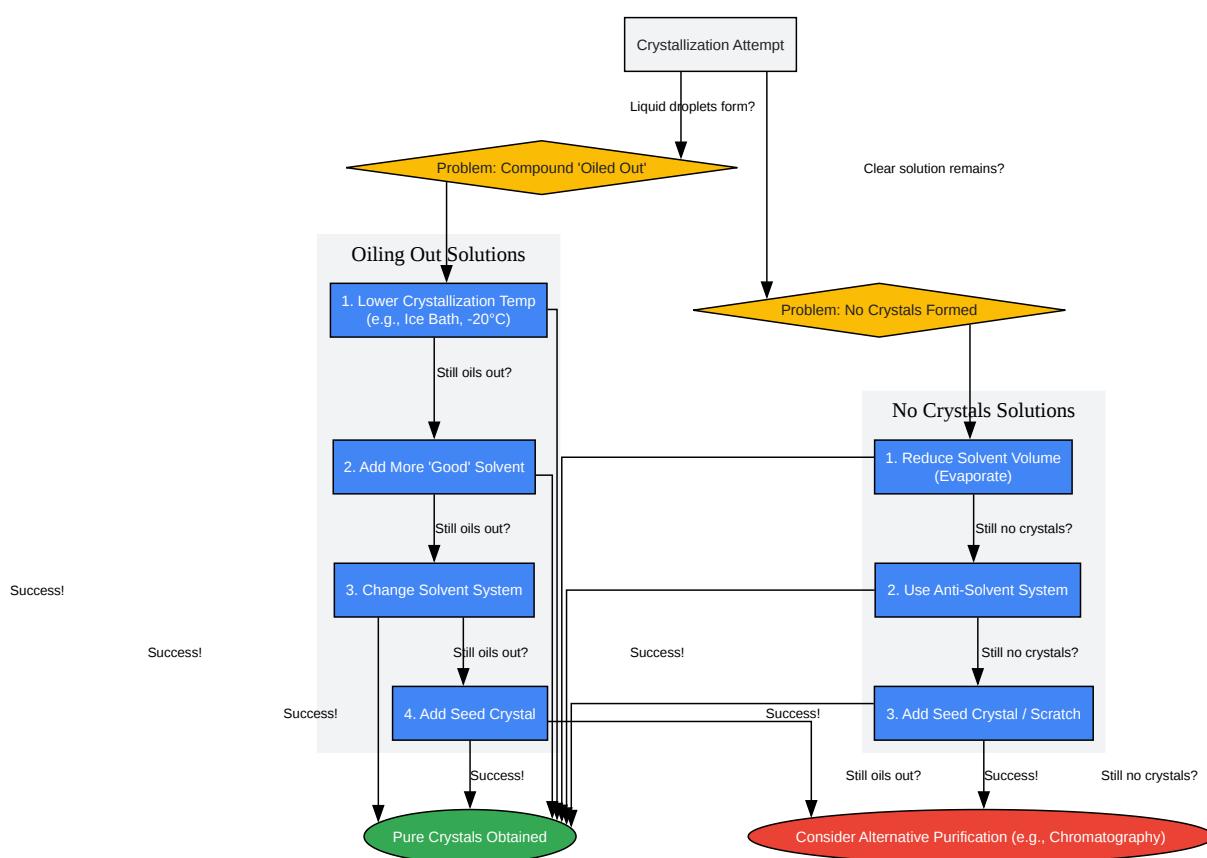 Crystallization Attempt
Liquid droplets form?
Problem: Compound 'Oiled Out'
Clear solution remains?
Oiling Out Solutions
1. Lower Crystallization Temp
(e.g., Ice Bath, -20°C)
Problem: No Crystals Formed
Still oils out?
No Crystals Solutions
2. Add More 'Good' Solvent
1. Reduce Solvent Volume
(Evaporate)
Still oils out?
Still no crystals?
Success!
3. Change Solvent System
2. Use Anti-Solvent System
Success!
Still oils out?
Success!
Still no crystals?
Success!
4. Add Seed Crystal
Success!
3. Add Seed Crystal / Scratch
Success!
Still oils out?
Success!
Still no crystals?
Pure Crystals Obtained
Consider Alternative Purification (e.g., Chromatography)